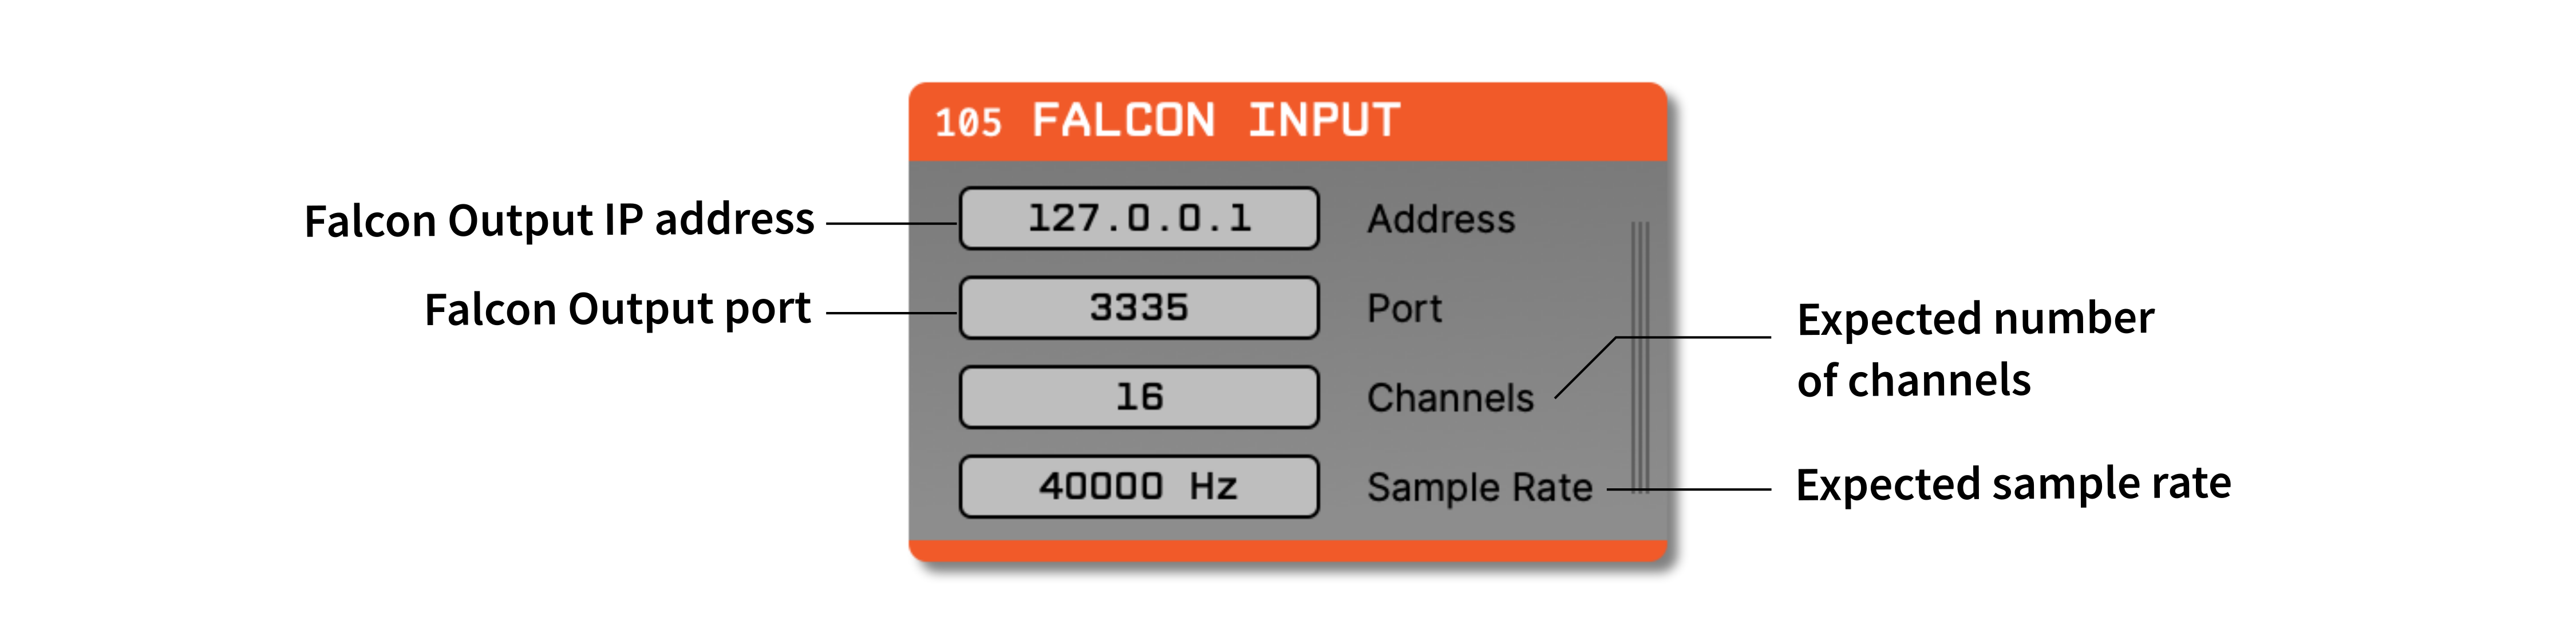 105 FALCON INPUT
Falcon Output IP address
127.0.0.1
Address
Falcon Output port
3335
Port
Expected number
of channels
16
Channels
40000 Hz
Sample Rate
Expected sample rate